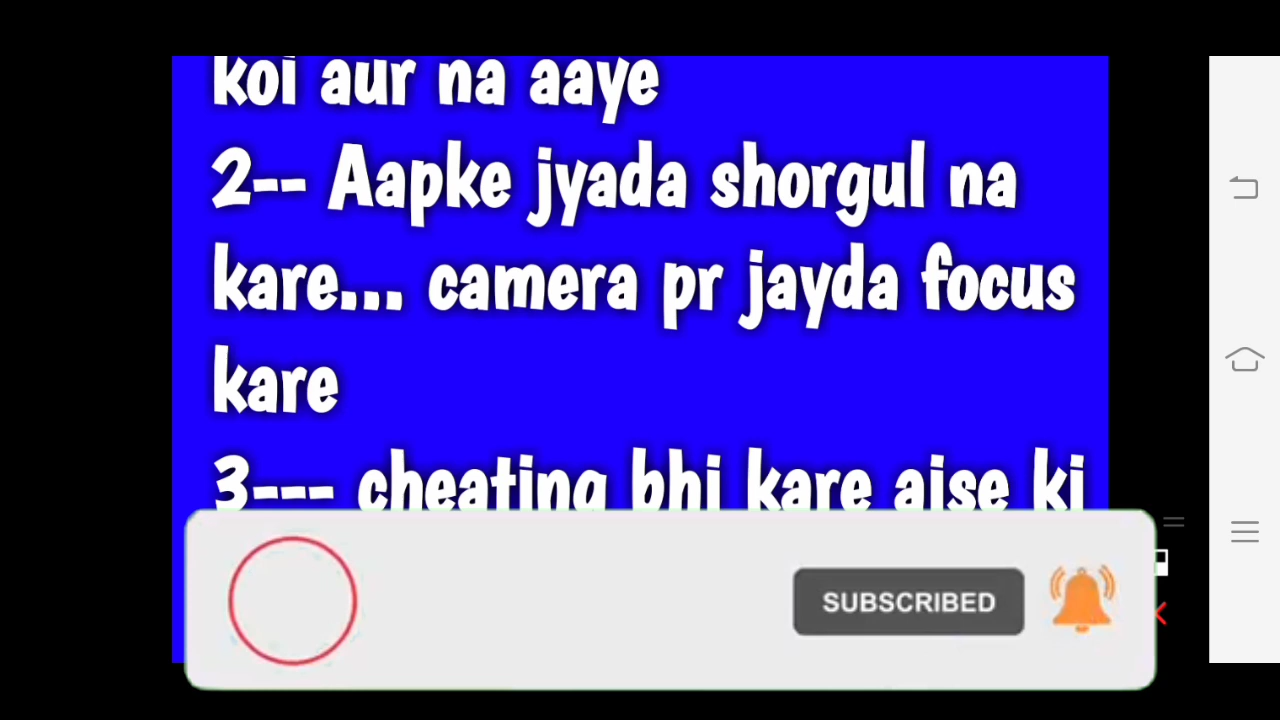 koi aur na aaye
2-- Aapke jyada shorgul na
kare... camera pr jayda focus
kare
3--- cheating bhi kare aise ki
SUBSCRIBED